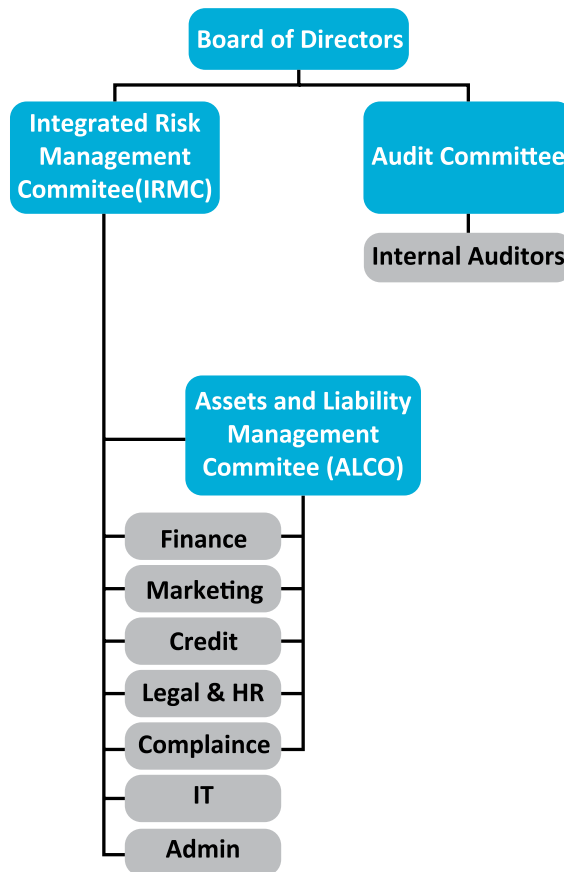 Board of Directors
Integrated Risk
Management
Commitee(IRMC)
Audit Committee
Internal Auditors
Assets and Liability
Management
Commitee (ALCO)
Finance
Marketing
Credit
Legal & HR
Complaince
IT
Admin